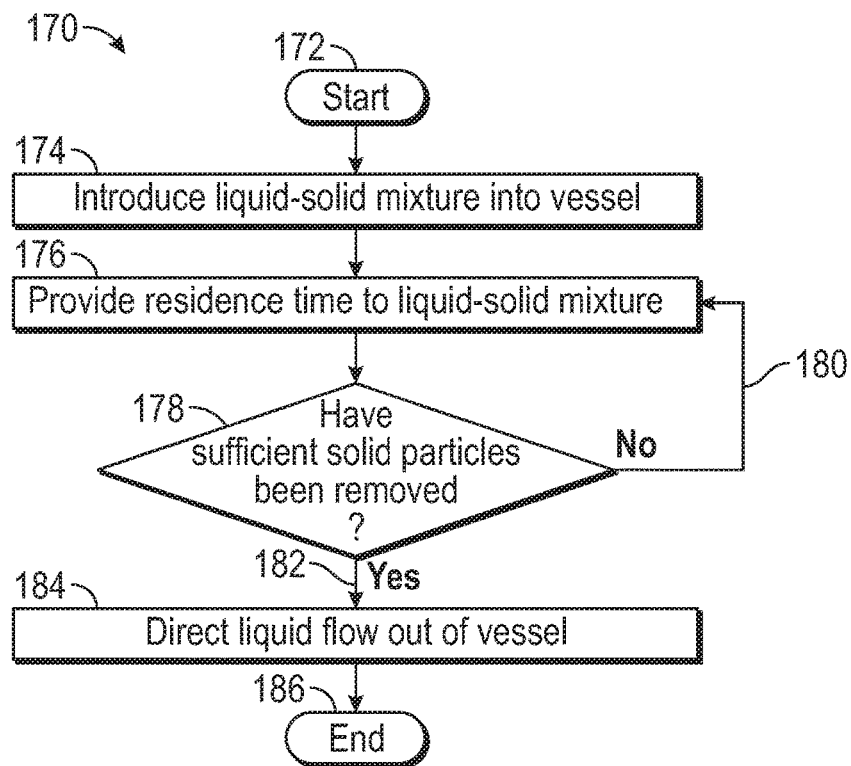 170
172
Start
174
Introduce liquid-solid mixture into vessel
176
Provide residence time to liquid-solid mixture
180
178
Have
sufficient solid particles
been removed
?
No
182
Yes
184
Direct liquid flow out of vessel
186
End